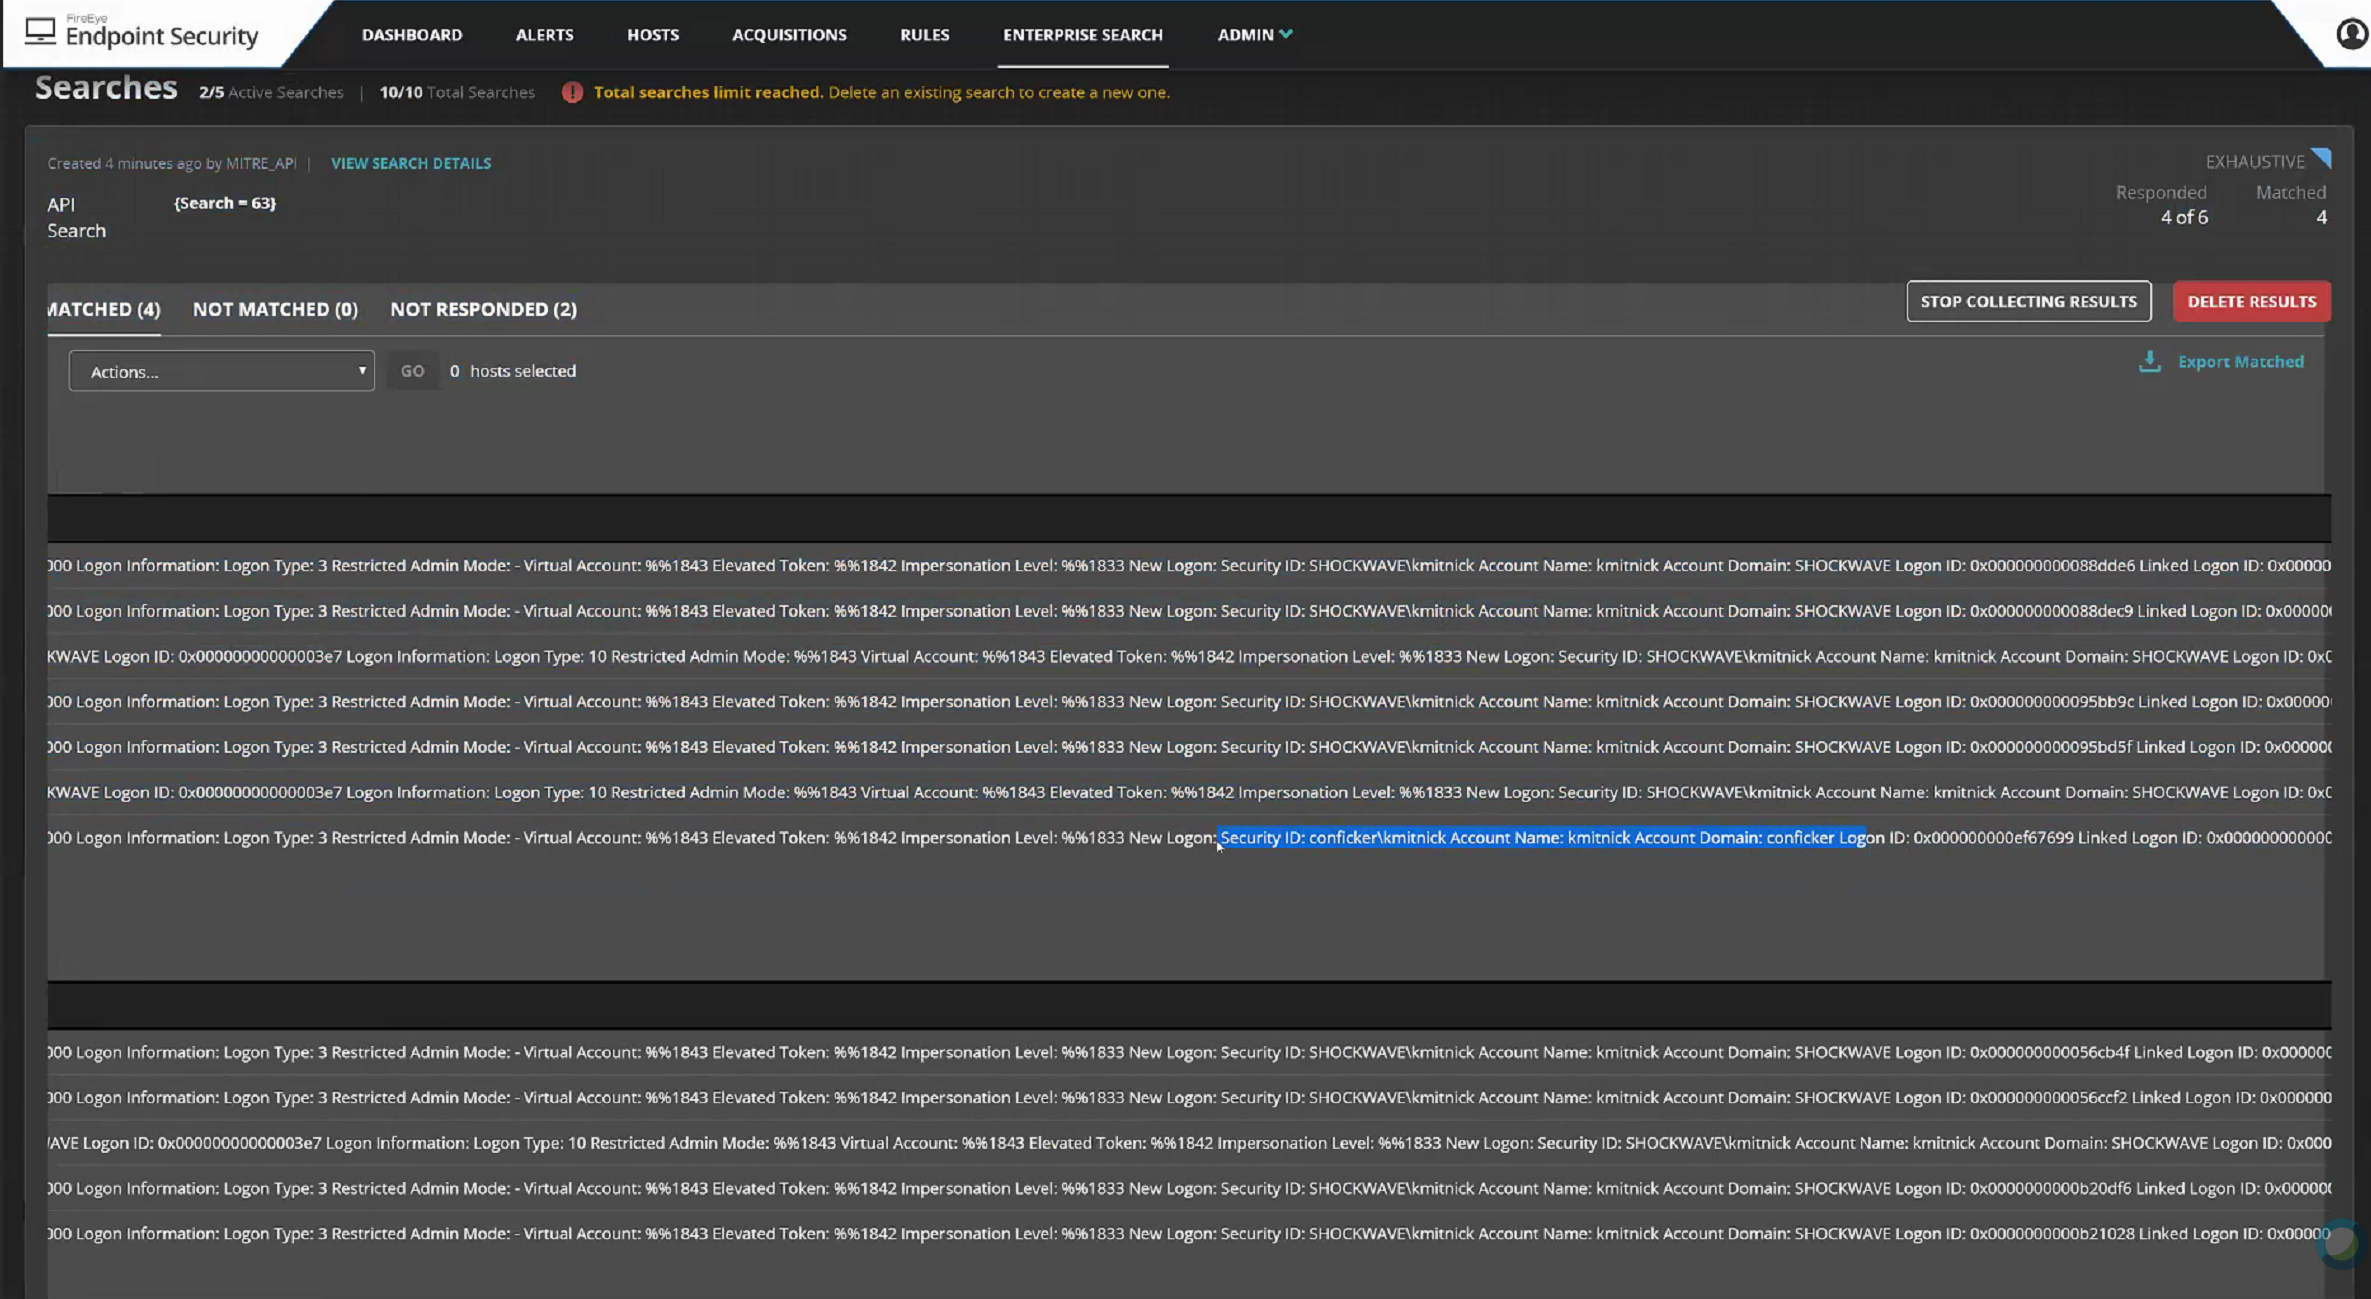 FireEye
Endpoint Security
DASHBOARD ALERTS HOSTS ACQUISITIONS RULES ENTERPRISE SEARCH ADMIN
Searches 2/5 Active Searches | 10/10 Total Searches Total searches limit reached. Delete an existing search to create a new one.
Created 4 minutes ago by MITRE_API | VIEW SEARCH DETAILS
EXHAUSTIVE
API Search {Search = 63}
Responded Matched
4 of 6 4
MATCHED (4) NOT MATCHED (0) NOT RESPONDED (2)
STOP COLLECTING RESULTS DELETE RESULTS
Actions... GO 0 hosts selected
Export Matched
000 Logon Information: Logon Type: 3 Restricted Admin Mode: - Virtual Account: %%1843 Elevated Token: %%1842 Impersonation Level: %%1833 New Logon: Security ID: SHOCKWAVE\kmitnick Account Name: kmitnick Account Domain: SHOCKWAVE Logon ID: 0x000000000088dde6 Linked Logon ID: 0x00000
000 Logon Information: Logon Type: 3 Restricted Admin Mode: - Virtual Account: %%1843 Elevated Token: %%1842 Impersonation Level: %%1833 New Logon: Security ID: SHOCKWAVE\kmitnick Account Name: kmitnick Account Domain: SHOCKWAVE Logon ID: 0x000000000088dec9 Linked Logon ID: 0x00000
KWAVE Logon ID: 0x00000000000003e7 Logon Information: Logon Type: 10 Restricted Admin Mode: %%1843 Virtual Account: %%1843 Elevated Token: %%1842 Impersonation Level: %%1833 New Logon: Security ID: SHOCKWAVE\kmitnick Account Name: kmitnick Account Domain: SHOCKWAVE Logon ID: 0x0
000 Logon Information: Logon Type: 3 Restricted Admin Mode: - Virtual Account: %%1843 Elevated Token: %%1842 Impersonation Level: %%1833 New Logon: Security ID: SHOCKWAVE\kmitnick Account Name: kmitnick Account Domain: SHOCKWAVE Logon ID: 0x000000000095bb9c Linked Logon ID: 0x00000
000 Logon Information: Logon Type: 3 Restricted Admin Mode: - Virtual Account: %%1843 Elevated Token: %%1842 Impersonation Level: %%1833 New Logon: Security ID: SHOCKWAVE\kmitnick Account Name: kmitnick Account Domain: SHOCKWAVE Logon ID: 0x000000000095bd5f Linked Logon ID: 0x000000
KWAVE Logon ID: 0x00000000000003e7 Logon Information: Logon Type: 10 Restricted Admin Mode: %%1843 Virtual Account: %%1843 Elevated Token: %%1842 Impersonation Level: %%1833 New Logon: Security ID: SHOCKWAVE\kmitnick Account Name: kmitnick Account Domain: SHOCKWAVE Logon ID: 0x0
000 Logon Information: Logon Type: 3 Restricted Admin Mode: - Virtual Account: %%1843 Elevated Token: %%1842 Impersonation Level: %%1833 New Logon: Security ID: conficker\kmitnick Account Name: kmitnick Account Domain: conficker Logon ID: 0x000000000ef67699 Linked Logon ID: 0x000000000000
000 Logon Information: Logon Type: 3 Restricted Admin Mode: - Virtual Account: %%1843 Elevated Token: %%1842 Impersonation Level: %%1833 New Logon: Security ID: SHOCKWAVE\kmitnick Account Name: kmitnick Account Domain: SHOCKWAVE Logon ID: 0x000000000056cb4f Linked Logon ID: 0x000000
000 Logon Information: Logon Type: 3 Restricted Admin Mode: - Virtual Account: %%1843 Elevated Token: %%1842 Impersonation Level: %%1833 New Logon: Security ID: SHOCKWAVE\kmitnick Account Name: kmitnick Account Domain: SHOCKWAVE Logon ID: 0x000000000056ccf2 Linked Logon ID: 0x000000
WAVE Logon ID: 0x00000000000003e7 Logon Information: Logon Type: 10 Restricted Admin Mode: %%1843 Virtual Account: %%1843 Elevated Token: %%1842 Impersonation Level: %%1833 New Logon: Security ID: SHOCKWAVE\kmitnick Account Name: kmitnick Account Domain: SHOCKWAVE Logon ID: 0x000
000 Logon Information: Logon Type: 3 Restricted Admin Mode: - Virtual Account: %%1843 Elevated Token: %%1842 Impersonation Level: %%1833 New Logon: Security ID: SHOCKWAVE\kmitnick Account Name: kmitnick Account Domain: SHOCKWAVE Logon ID: 0x0000000000b20df6 Linked Logon ID: 0x000000
000 Logon Information: Logon Type: 3 Restricted Admin Mode: - Virtual Account: %%1843 Elevated Token: %%1842 Impersonation Level: %%1833 New Logon: Security ID: SHOCKWAVE\kmitnick Account Name: kmitnick Account Domain: SHOCKWAVE Logon ID: 0x0000000000b21028 Linked Logon ID: 0x00000